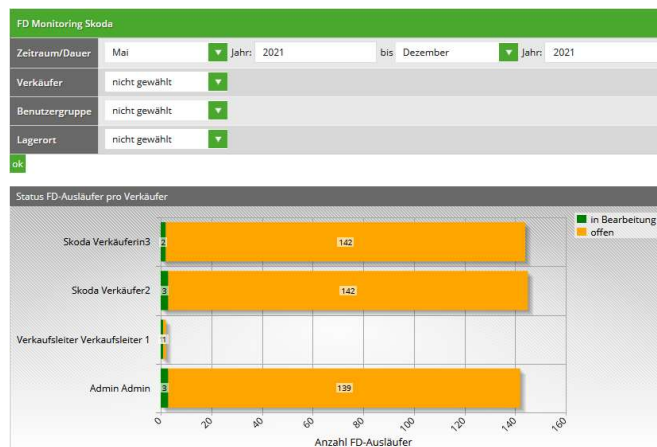 FD Monitoring Skoda
Zeitraum/Dauer Mai Jahr: 2021 bis Dezember Jahr: 2021
Verkäufer nicht gewählt
Benutzergruppe nicht gewählt
Lagerort nicht gewählt
ok
Status FD-Ausläufer pro Verkäufer
in Bearbeitung
offen
Skoda Verkäuferin3 2 142
Skoda Verkäufer2 3 142
Verkaufsleiter Verkaufsleiter 1 1
Admin Admin 3 139
0 20 40 60 80 100 120 140 160
Anzahl FD-Ausläufer